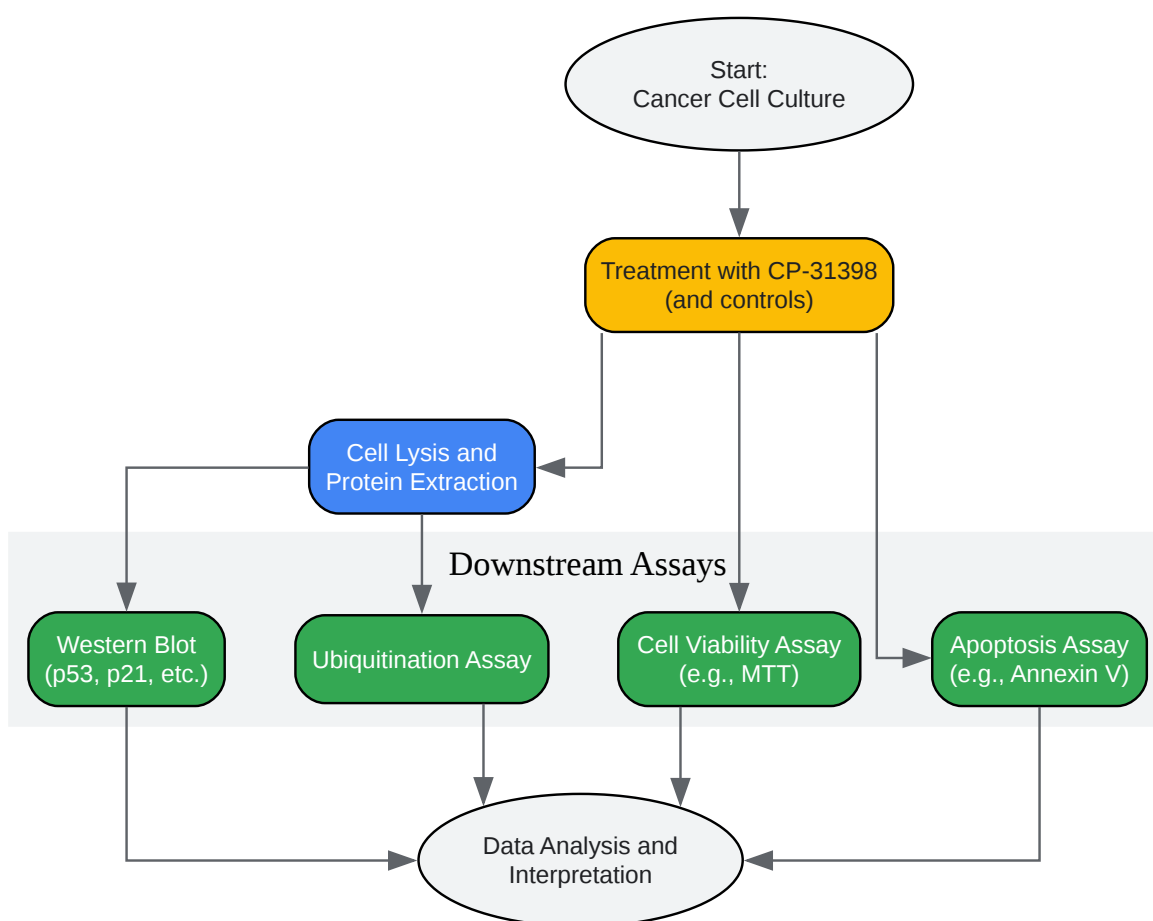 Start:
Cancer Cell Culture
Treatment with CP-31398
(and controls)
Cell Lysis and
Protein Extraction
Downstream Assays
Western Blot
(p53, p21, etc.)
Ubiquitination Assay
Cell Viability Assay
(e.g., MTT)
Apoptosis Assay
(e.g., Annexin V)
Data Analysis and
Interpretation